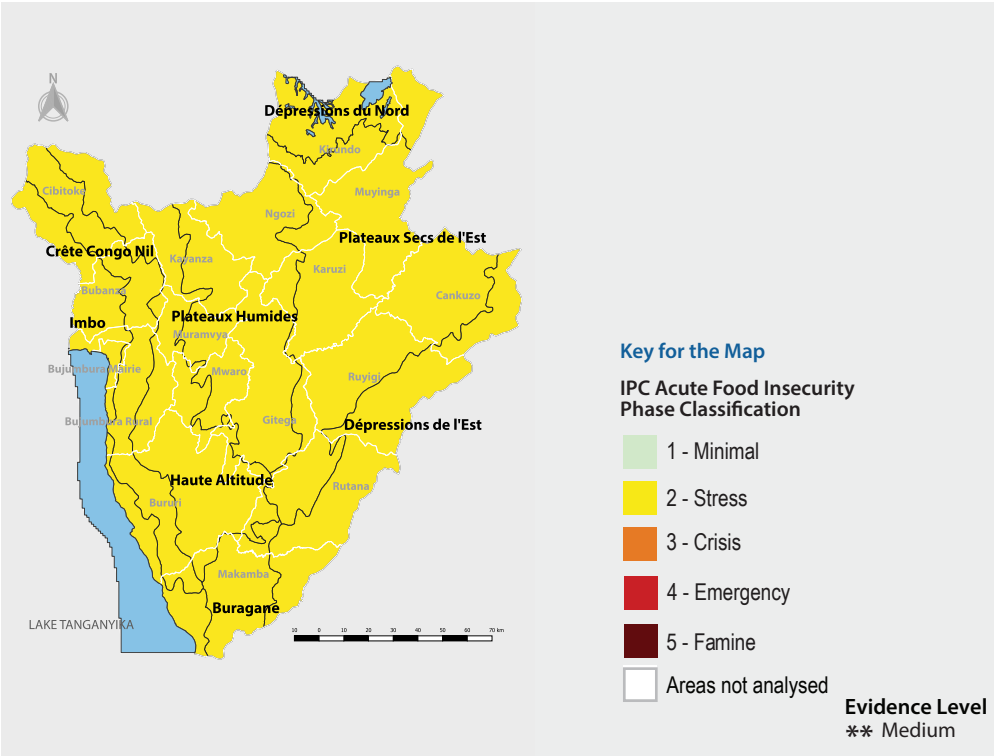 N
Dépressions du Nord
Kirundo
Cibitoke
Muyinga
Ngozi
Plateaux Secs de l'Est
Crête Congo Nil
Kayanza
Karuzi
Bubanza
Cankuzo
Imbo
Plateaux Humides
Muramvya
Bujumbura Mairie
Mwaro
Ruyigi
Bujumbura Rural
Gitega
Dépressions de l'Est
Haute Altitude
Rutana
Bururi
Makamba
Buragane
LAKE TANGANYIKA
10 0 10 20 30 40 50 60 70 km
Key for the Map
IPC Acute Food Insecurity
Phase Classification
1 - Minimal
2 - Stress
3 - Crisis
4 - Emergency
5 - Famine
Areas not analysed
Evidence Level
** Medium